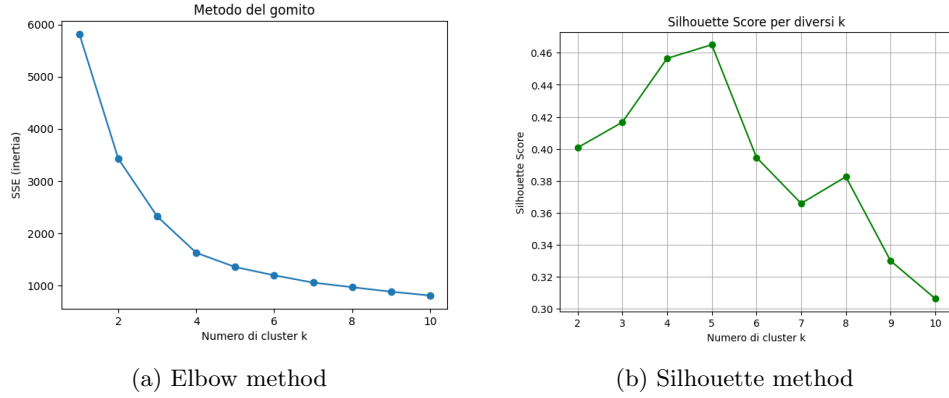 Metodo del gomito
6000
5000
4000
3000
2000
1000
SSE (inertia)
2 4 6 8 10
Numero di cluster k
(a) Elbow method
Silhouette Score per diversi k
0.46
0.44
0.42
0.40
0.38
0.36
0.34
0.32
0.30
Silhouette Score
2 3 4 5 6 7 8 9 10
Numero di cluster k
(b) Silhouette method